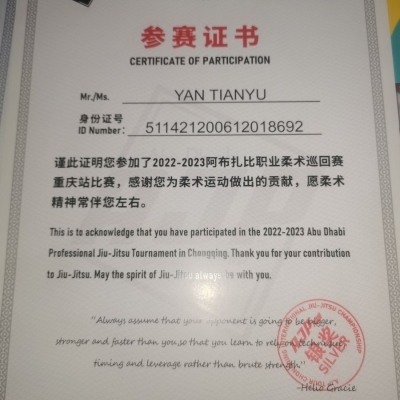 参赛证书
CERTIFICATE OF PARTICIPATION
Mr./Ms. YAN TIANYU
身份证号
ID Number: 511421200612018692
谨此证明您参加了2022-2023阿布扎比职业柔术巡回赛
重庆站比赛，感谢您为柔术运动做出的贡献，愿柔术
精神常伴您左右。
This is to acknowledge that you have participated in the 2022-2023 Abu Dhabi
Professional Jiu-Jitsu Tournament in Chongqing. Thank you for your contribution
to Jiu-Jitsu. May the spirit of Jiu-Jitsu always be with you.
"Always assume that your opponent is going to be bigger,
stronger and faster than you,so that you learn to rely on technique,
timing and leverage rather than brute strength"
-Helio Gracie
SILVER